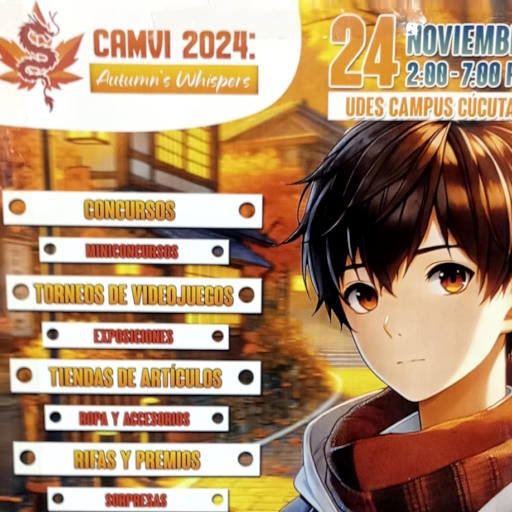 CAMVI 2024:
Autumn's Whispers
24 NOVIEMB
2:00 - 7:00 P
UDES CAMPUS CÚCUTA
CONCURSOS
MINICONCURSOS
TORNEOS DE VIDEOJUEGOS
EXPOSICIONES
TIENDAS DE ARTÍCULOS
ROPA Y ACCESORIOS
RIFAS Y PREMIOS
SORPRESAS